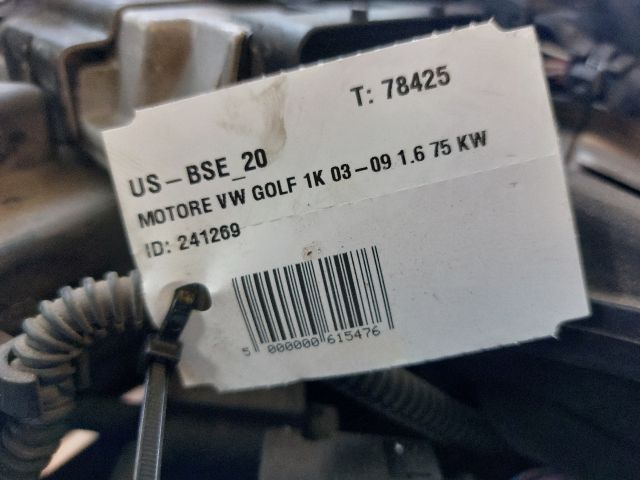 T: 78425
US-BSE_20
MOTORE VW GOLF 1K 03-09 1.6 75 KW
ID: 241269
5 000000 615476